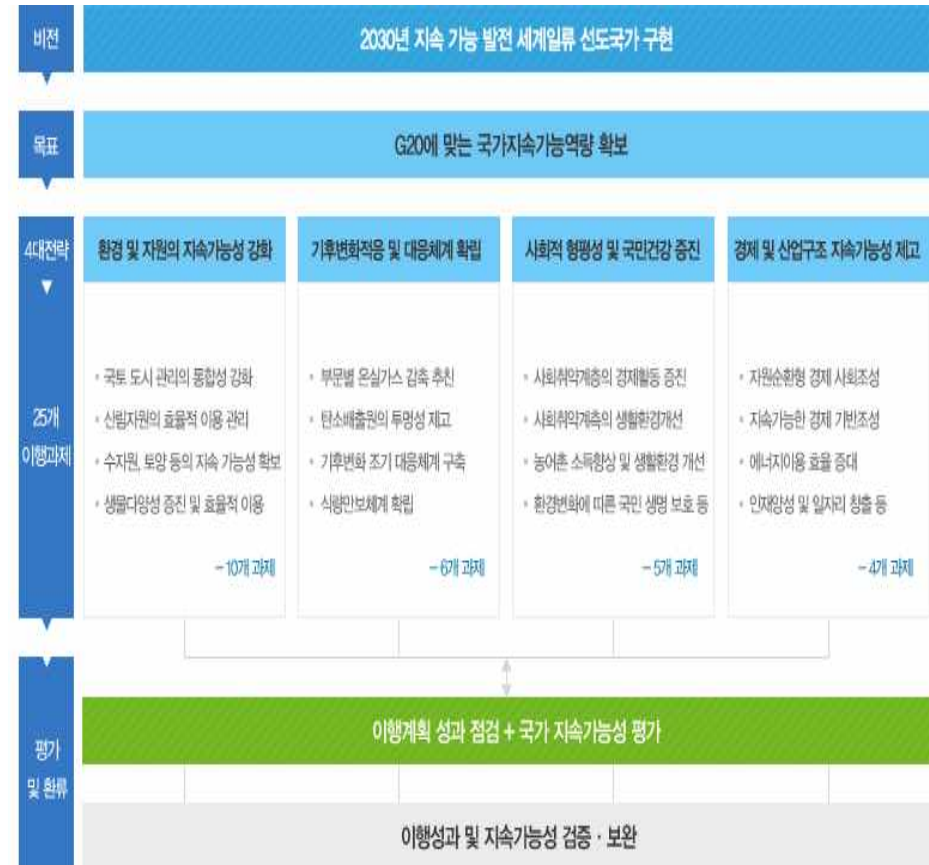 비전
2030년 지속 가능 발전 세계일류 선도국가 구현
목표
G20에 맞는 국가지속가능역량 확보
4대전략
환경 및 자원의 지속가능성 강화
기후변화적응 및 대응체계 확립
사회적 형평성 및 국민건강 증진
경제 및 산업구조 지속가능성 제고
25개
이행과제
• 국토 도시 관리의 통합성 강화
• 산림자원의 효율적 이용 관리
• 수자원, 토양 등의 지속 가능성 확보
• 생물다양성 증진 및 효율적 이용
– 10개 과제
• 부문별 온실가스 감축 추진
• 탄소배출원의 투명성 제고
• 기후변화 조기 대응체계 구축
• 식량안보체계 확립
– 6개 과제
• 사회취약계층의 경제활동 증진
• 사회취약계측의 생활환경개선
• 농어촌 소득향상 및 생활환경 개선
• 환경변화에 따른 국민 생명 보호 등
– 5개 과제
• 자원순환형 경제 사회조성
• 지속가능한 경제 기반조성
• 에너지이용 효율 증대
• 인재양성 및 일자리 창출 등
– 4개 과제
평가
및 환류
이행계획 성과 점검 + 국가 지속가능성 평가
이행성과 및 지속가능성 검증 · 보완